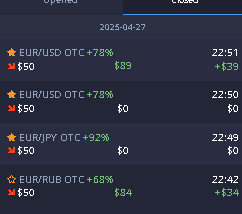 Opened Closed
2025-04-27
EUR/USD OTC +78% 22:51
$50 $89 +$39
EUR/USD OTC +78% 22:50
$50 $0 $0
EUR/JPY OTC +92% 22:49
$50 $0 $0
EUR/RUB OTC +68% 22:42
$50 $84 +$34